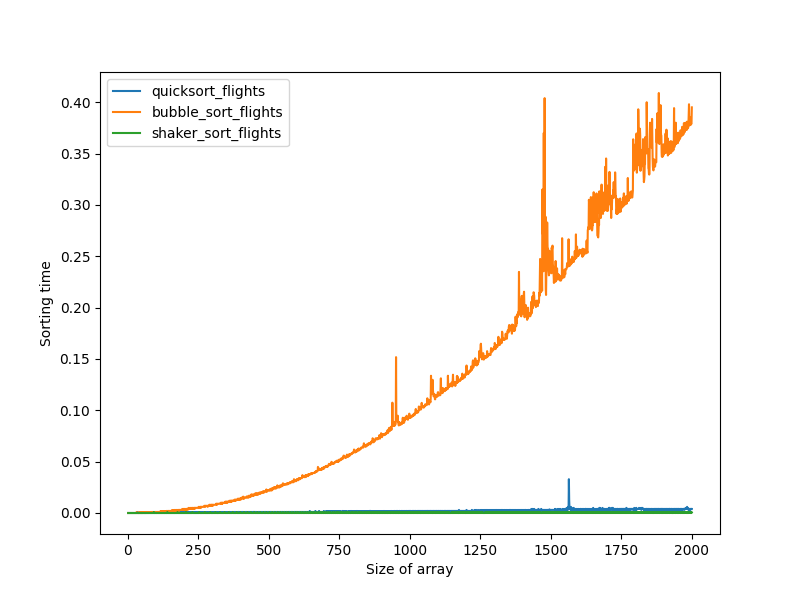 quicksort_flights
bubble_sort_flights
shaker_sort_flights
0.40
0.35
0.30
0.25
0.20
0.15
0.10
0.05
0.00
Sorting time
0 250 500 750 1000 1250 1500 1750 2000
Size of array